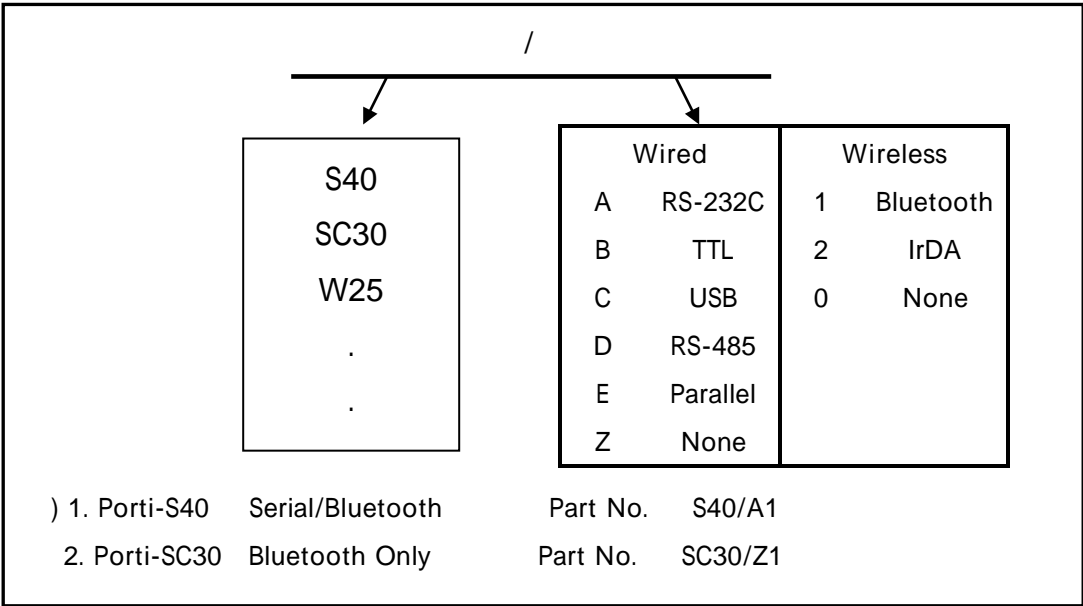 /
S40
SC30
W25
.
.
Wired Wireless
A RS-232C 1 Bluetooth
B TTL 2 IrDA
C USB 0 None
D RS-485
E Parallel
Z None
) 1. Porti-S40 Serial/Bluetooth Part No. S40/A1
2. Porti-SC30 Bluetooth Only Part No. SC30/Z1